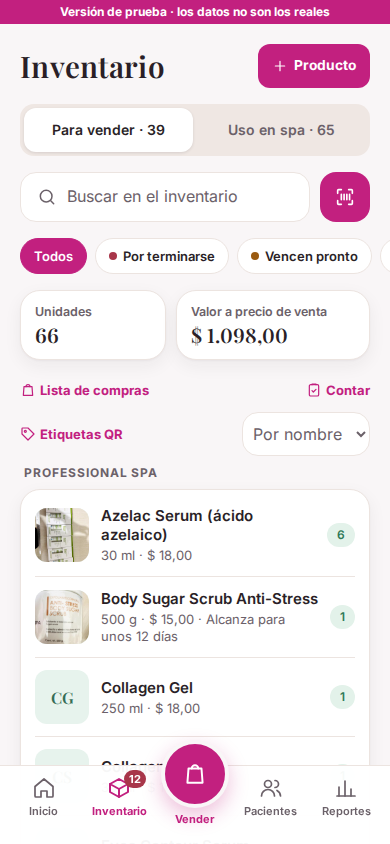 Versión de prueba · los datos no son los reales
Inventario
+ Producto
Para vender · 39
Uso en spa · 65
Buscar en el inventario
Todos
Por terminarse
Vencen pronto
Unidades
66
Valor a precio de venta
$ 1.098,00
Lista de compras
Contar
Etiquetas QR
Por nombre
PROFESSIONAL SPA
Azelac Serum (ácido
azelaico)
30 ml · $ 18,00
6
Body Sugar Scrub Anti-Stress
500 g · $ 15,00 · Alcanza para
unos 12 días
1
CG
Collagen Gel
250 ml · $ 18,00
1
12
Inicio
Inventario
Vender
Pacientes
Reportes